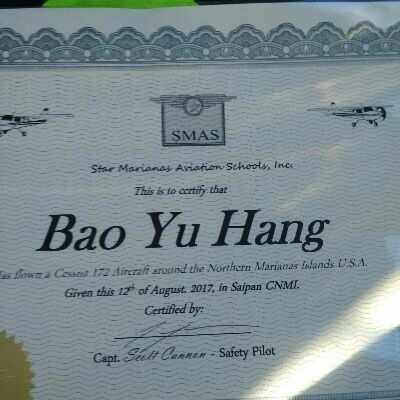 SMAS
Star Marianas Aviation Schools, Inc.
This is to certify that
Bao Yu Hang
Has flown a Cessna 172 Aircraft around the Northern Marianas Islands U.S.A.
Given this 12th of August, 2017, in Saipan CNMI.
Certified by:
Capt. Scott Cannon - Safety Pilot